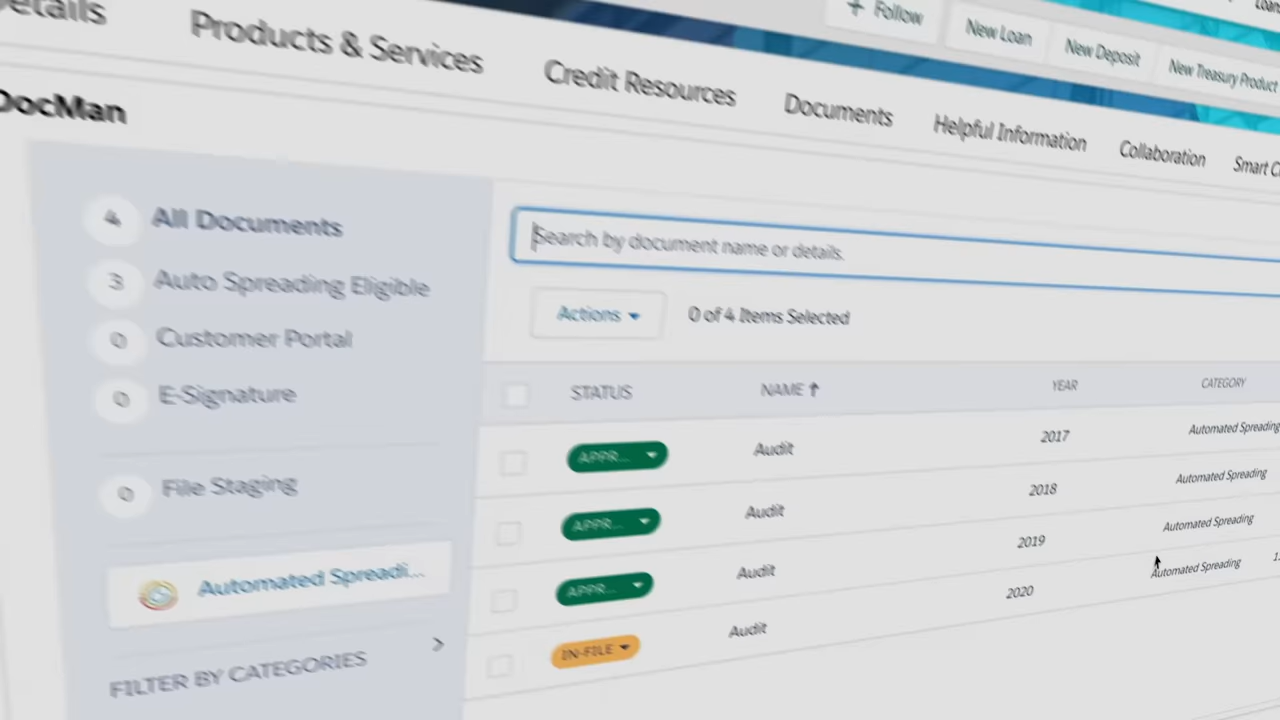 Follow
New Loan
New Deposit
New Treasury Product
Products & Services
Credit Resources
Documents
Helpful Information
Collaboration
Smart
DocMan
4 All Documents
3 Auto Spreading Eligible
0 Customer Portal
0 E-Signature
0 File Staging
Automated Spreadi...
FILTER BY CATEGORIES
Search by document name or details.
Actions
0 of 4 Items Selected
STATUS NAME YEAR CATEGORY
APPR... Audit 2017 Automated Spreading
APPR... Audit 2018 Automated Spreading
APPR... Audit 2019 Automated Spreading
IN-FILE Audit 2020 Automated Spreading